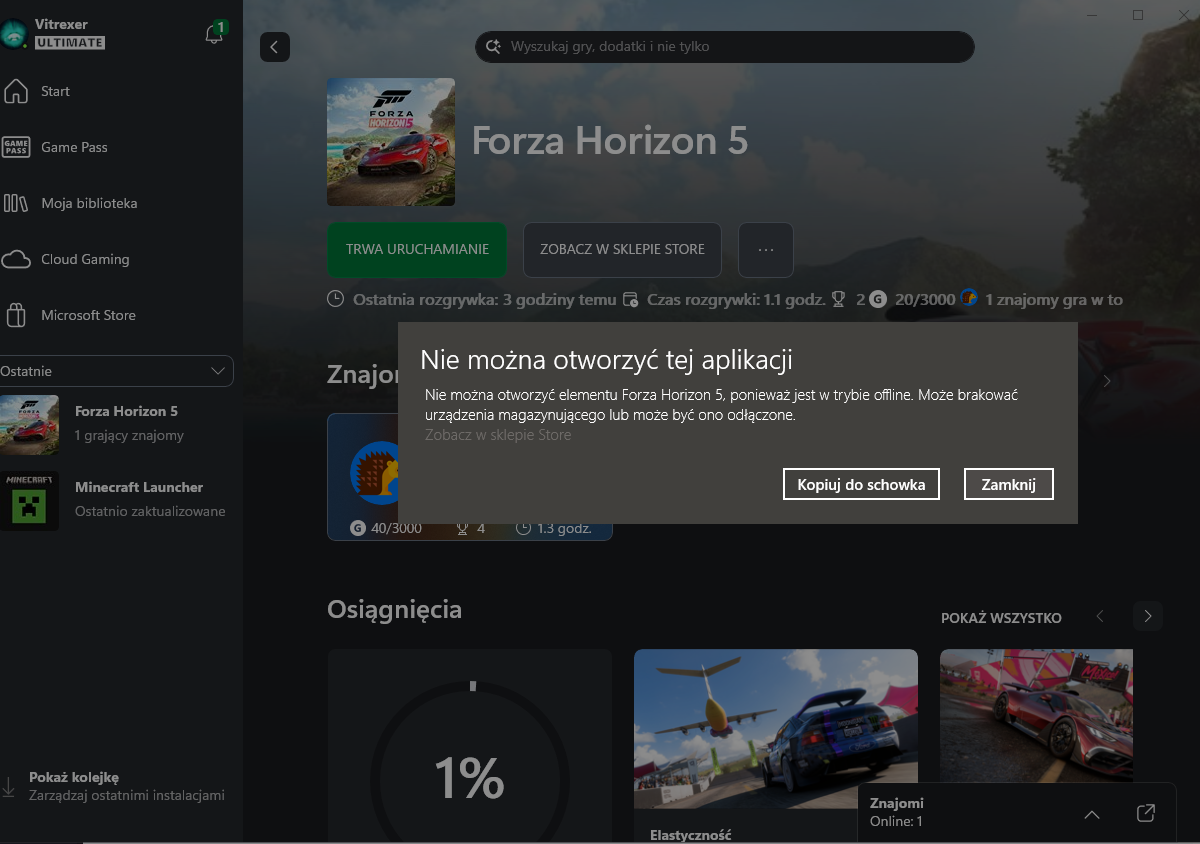 Vitrexer
ULTIMATE
1
Start
GAME PASS
Game Pass
Moja biblioteka
Cloud Gaming
Microsoft Store
Ostatnie
FORZA
HORIZON 5
Forza Horizon 5
1 grający znajomy
MINECRAFT
Minecraft Launcher
Ostatnio zaktualizowane
Pokaż kolejkę
Zarządzaj ostatnimi instalacjami
Wyszukaj gry, dodatki i nie tylko
FORZA
HORIZON 5
Forza Horizon 5
TRWA URUCHAMIANIE
ZOBACZ W SKLEPIE STORE
...
Ostatnia rozgrywka: 3 godziny temu Czas rozgrywki: 1.1 godz. 2 G 20/3000 1 znajomy gra w to
Nie można otworzyć tej aplikacji
Nie można otworzyć elementu Forza Horizon 5, ponieważ jest w trybie offline. Może brakować
urządzenia magazynującego lub może być ono odłączone.
Zobacz w sklepie Store
Kopiuj do schowka
Zamknij
G 40/3000 4 1.3 godz.
Osiągnięcia
POKAŻ WSZYSTKO
1%
Elastyczność
Znajomi
Online: 1